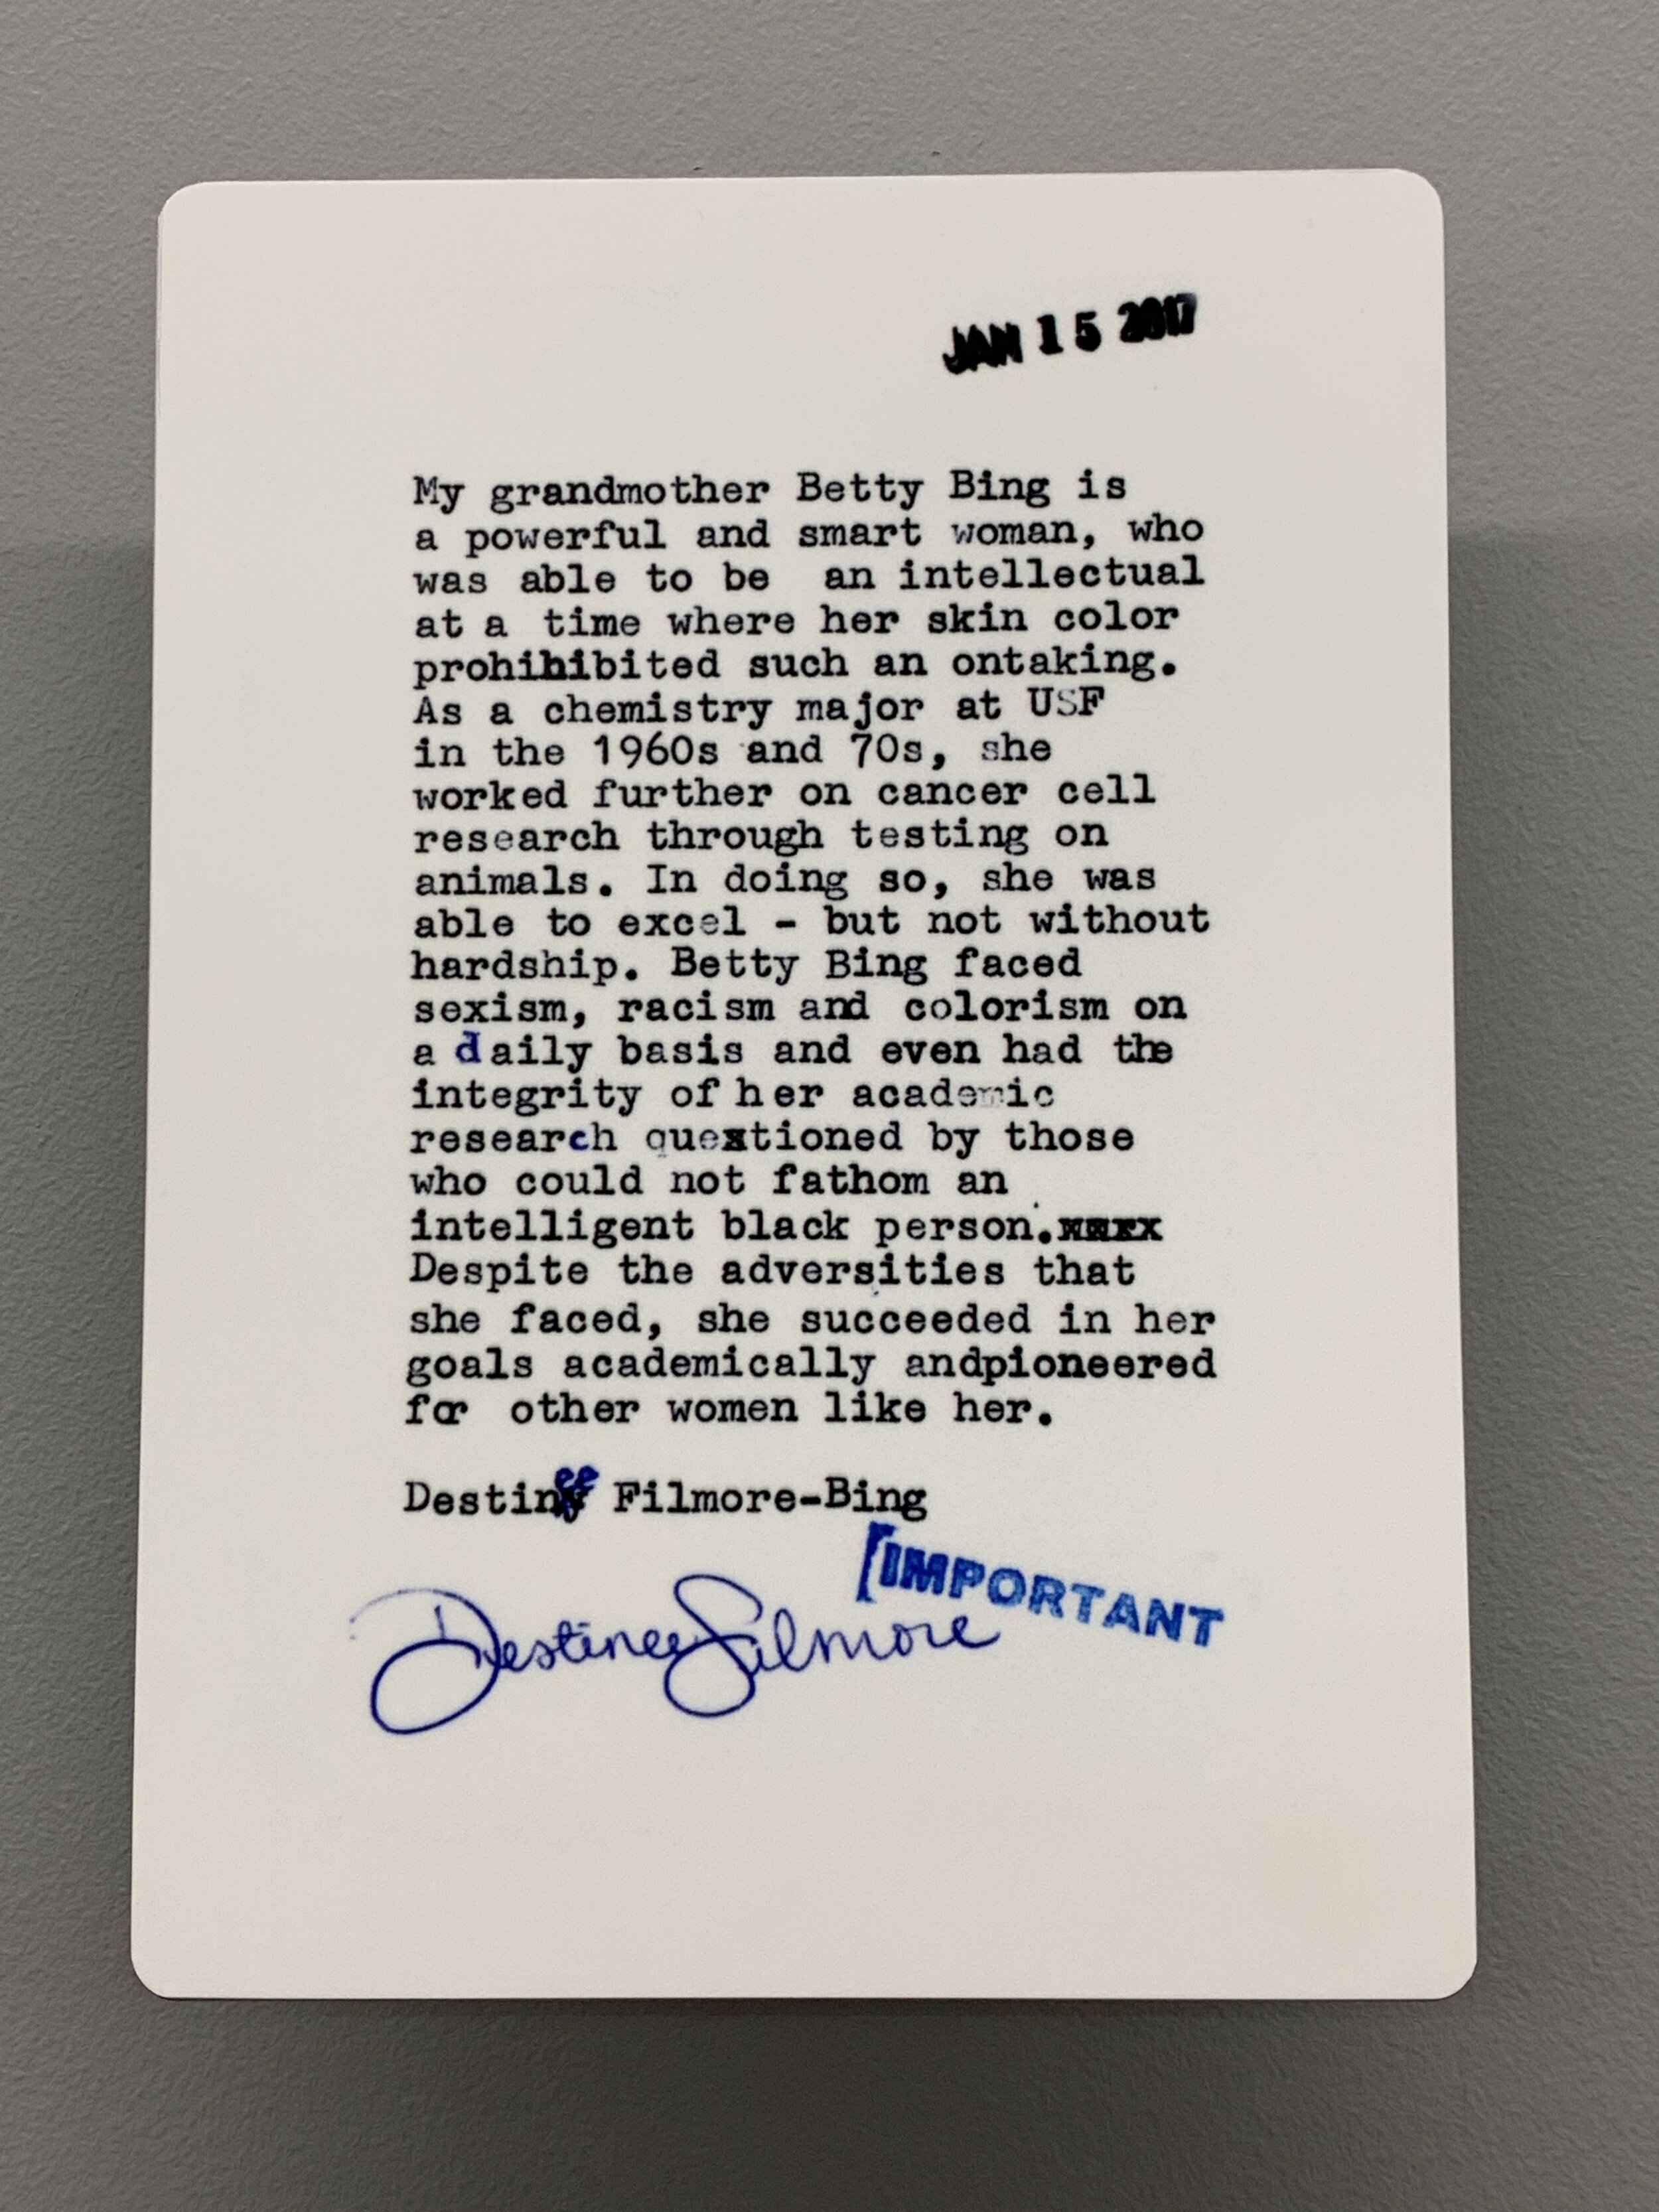 JAN 15 2017
My grandmother Betty Bing is
a powerful and smart woman, who
was able to be an intellectual
at a time where her skin color
prohihibited such an ontaking.
As a chemistry major at USF
in the 1960s and 70s, she
worked further on cancer cell
research through testing on
animals. In doing so, she was
able to excel - but not without
hardship. Betty Bing faced
sexism, racism and colorism on
a daily basis and even had the
integrity of her academic
research questioned by those
who could not fathom an
intelligent black person.
Despite the adversities that
she faced, she succeeded in her
goals academically andpioneered
for other women like her.
Destinee Filmore-Bing
[IMPORTANT
Destinee Filmore